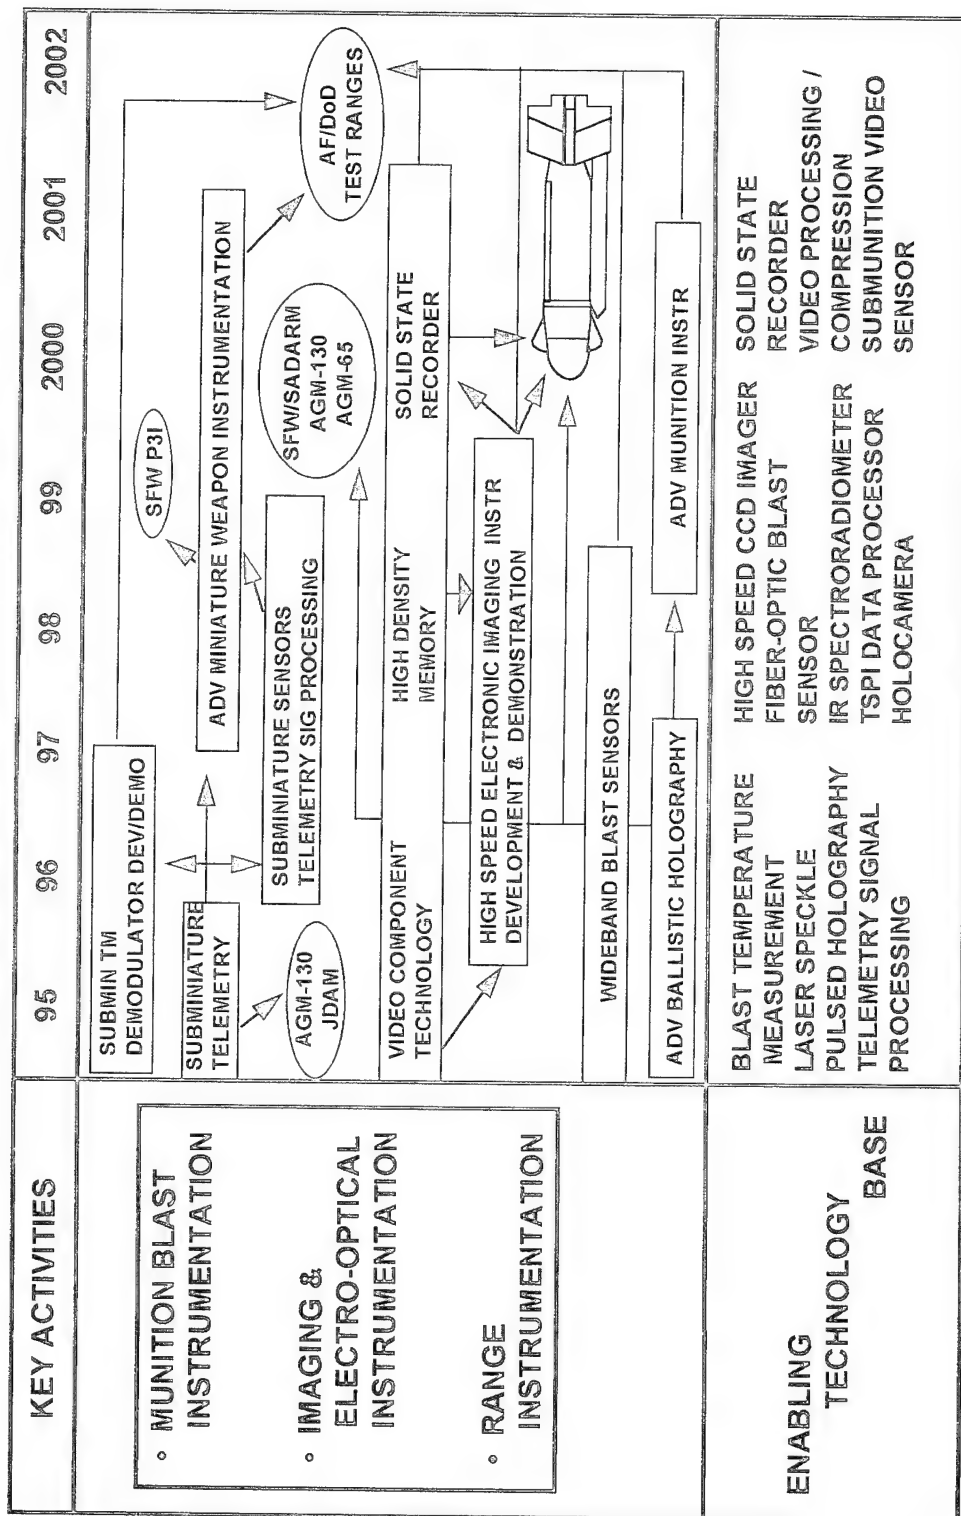 KEY ACTIVITIES
95 96 97 98 99 2000 2001 2002
• MUNITION BLAST
INSTRUMENTATION
• IMAGING &
ELECTRO-OPTICAL
INSTRUMENTATION
• RANGE
INSTRUMENTATION
SUBMIN TM
DEMODULATOR DEV/DEMO
SUBMINIATURE
TELEMETRY
AGM-130
JDAM
SFW P3I
ADV MINIATURE WEAPON INSTRUMENTATION
SUBMINIATURE SENSORS
TELEMETRY SIG PROCESSING
SFW/SADARM
AGM-130
AGM-65
AF/DoD
TEST RANGES
VIDEO COMPONENT
TECHNOLOGY
HIGH DENSITY
MEMORY
SOLID STATE
RECORDER
HIGH SPEED ELECTRONIC IMAGING INSTR
DEVELOPMENT & DEMONSTRATION
WIDEBAND BLAST SENSORS
ADV BALLISTIC HOLOGRAPHY
ADV MUNITION INSTR
ENABLING
TECHNOLOGY
BASE
BLAST TEMPERATURE
MEASUREMENT
LASER SPECKLE
PULSED HOLOGRAPHY
TELEMETRY SIGNAL
PROCESSING
HIGH SPEED CCD IMAGER
FIBER-OPTIC BLAST
SENSOR
IR SPECTRORADIOMETER
TSPI DATA PROCESSOR
HOLOCAMERA
SOLID STATE
RECORDER
VIDEO PROCESSING /
COMPRESSION
SUBMUNITION VIDEO
SENSOR